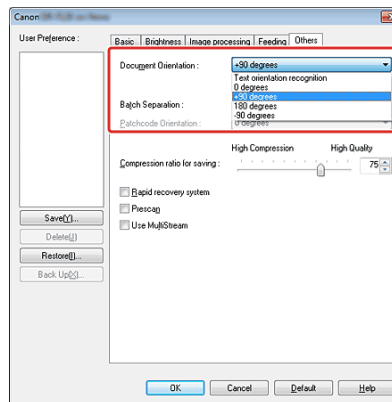 Canon
User Preference :
Basic Brightness Image processing Feeding Others
Document Orientation : +90 degrees
Text orientation recognition
0 degrees
+90 degrees
180 degrees
-90 degrees
Batch Separation :
Patchcode Orientation : 0 degrees
High Compression High Quality
Compression ratio for saving : 75
Rapid recovery system
Prescan
Use MultiStream
Save(Y)...
Delete(J)
Restore(I)...
Back Up(X)...
OK Cancel Default Help